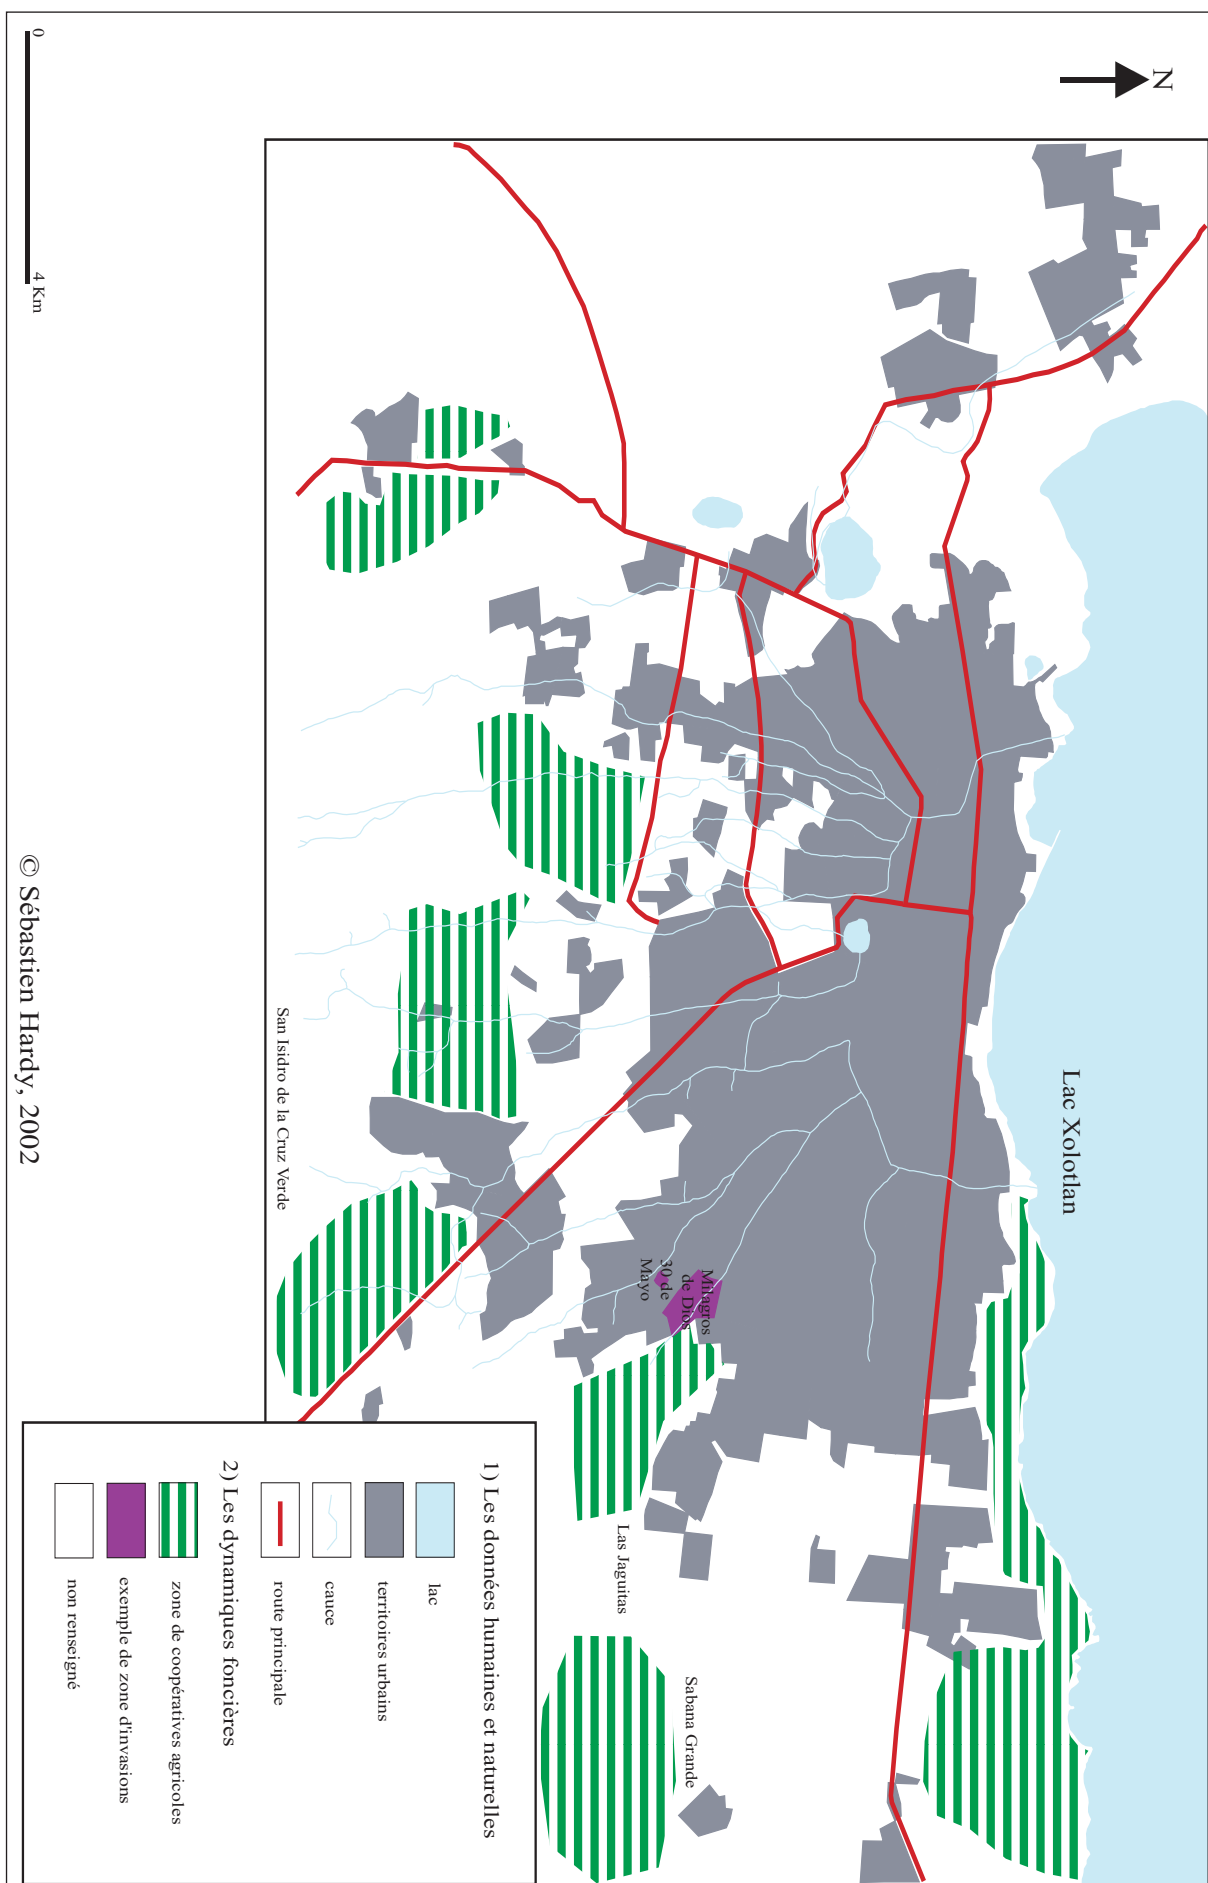 N
Lac Xolotlan
Milagros
de Dios
30 de
Mayo
Sabana Grande
Las Jaguitas
San Isidro de la Cruz Verde
1) Les données humaines et naturelles
lac
territoires urbains
cauce
route principale
2) Les dynamiques foncières
zone de coopératives agricoles
exemple de zone d'invasions
non renseigné
0
4 Km
© Sébastien Hardy, 2002